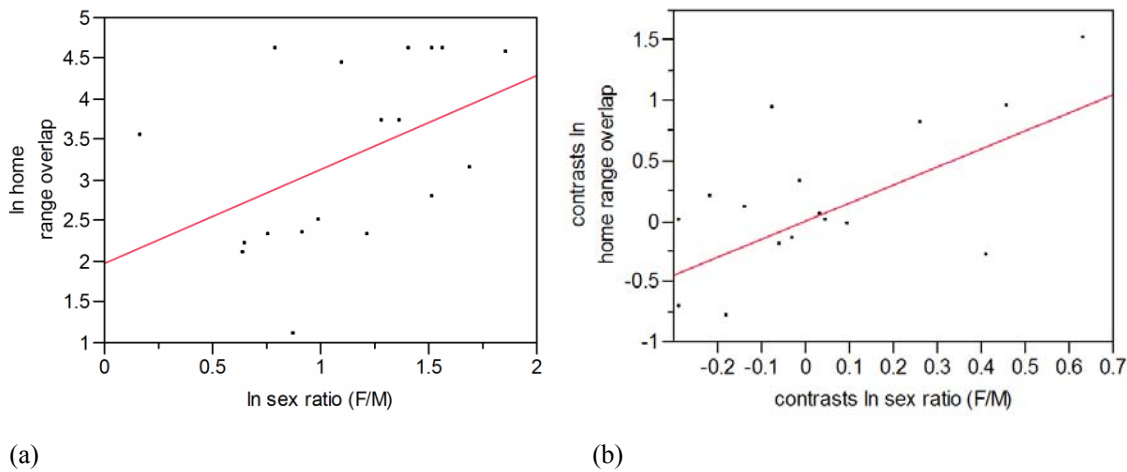 5
4.5
4
3.5
3
2.5
2
1.5
1
ln home
range overlap
0 0.5 1 1.5 2
ln sex ratio (F/M)
(a)
1.5
1
0.5
0
-0.5
-1
contrasts ln
home range overlap
-0.2 -0.1 0 0.1 0.2 0.3 0.4 0.5 0.6 0.7
contrasts ln sex ratio (F/M)
(b)